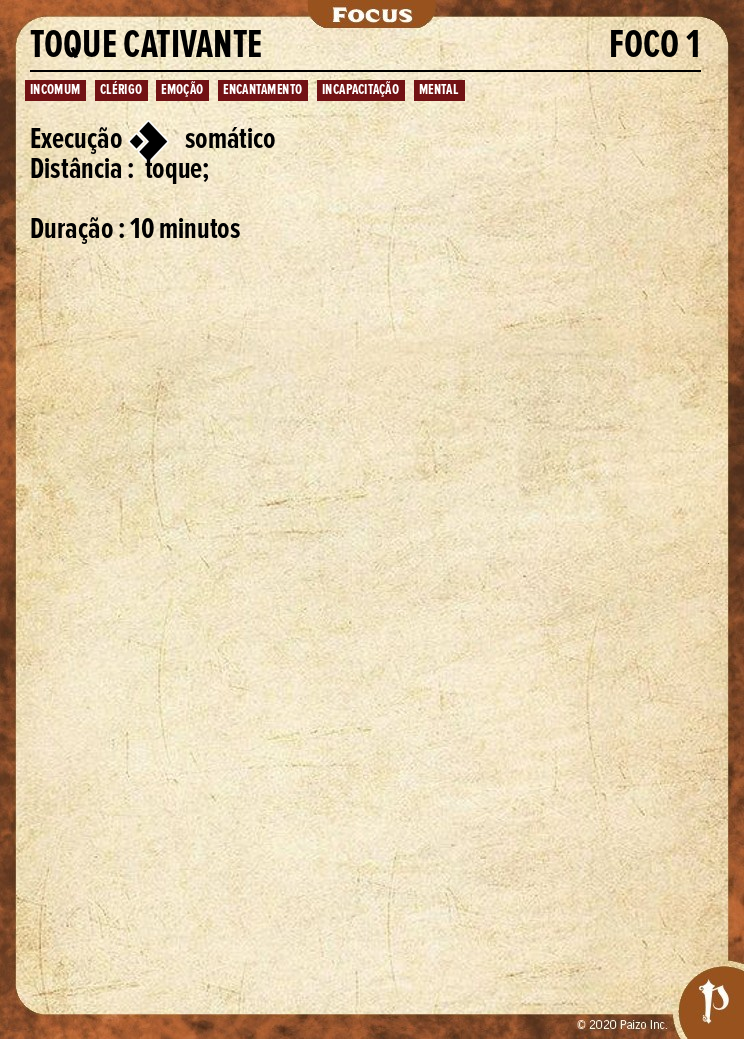 Focus
TOQUE CATIVANTE FOCO 1
INCOMUM CLÉRIGO EMOÇÃO ENCANTAMENTO INCAPACITAÇÃO MENTAL
Execução somático
Distância : toque;
Duração : 10 minutos
© 2020 Paizo Inc.